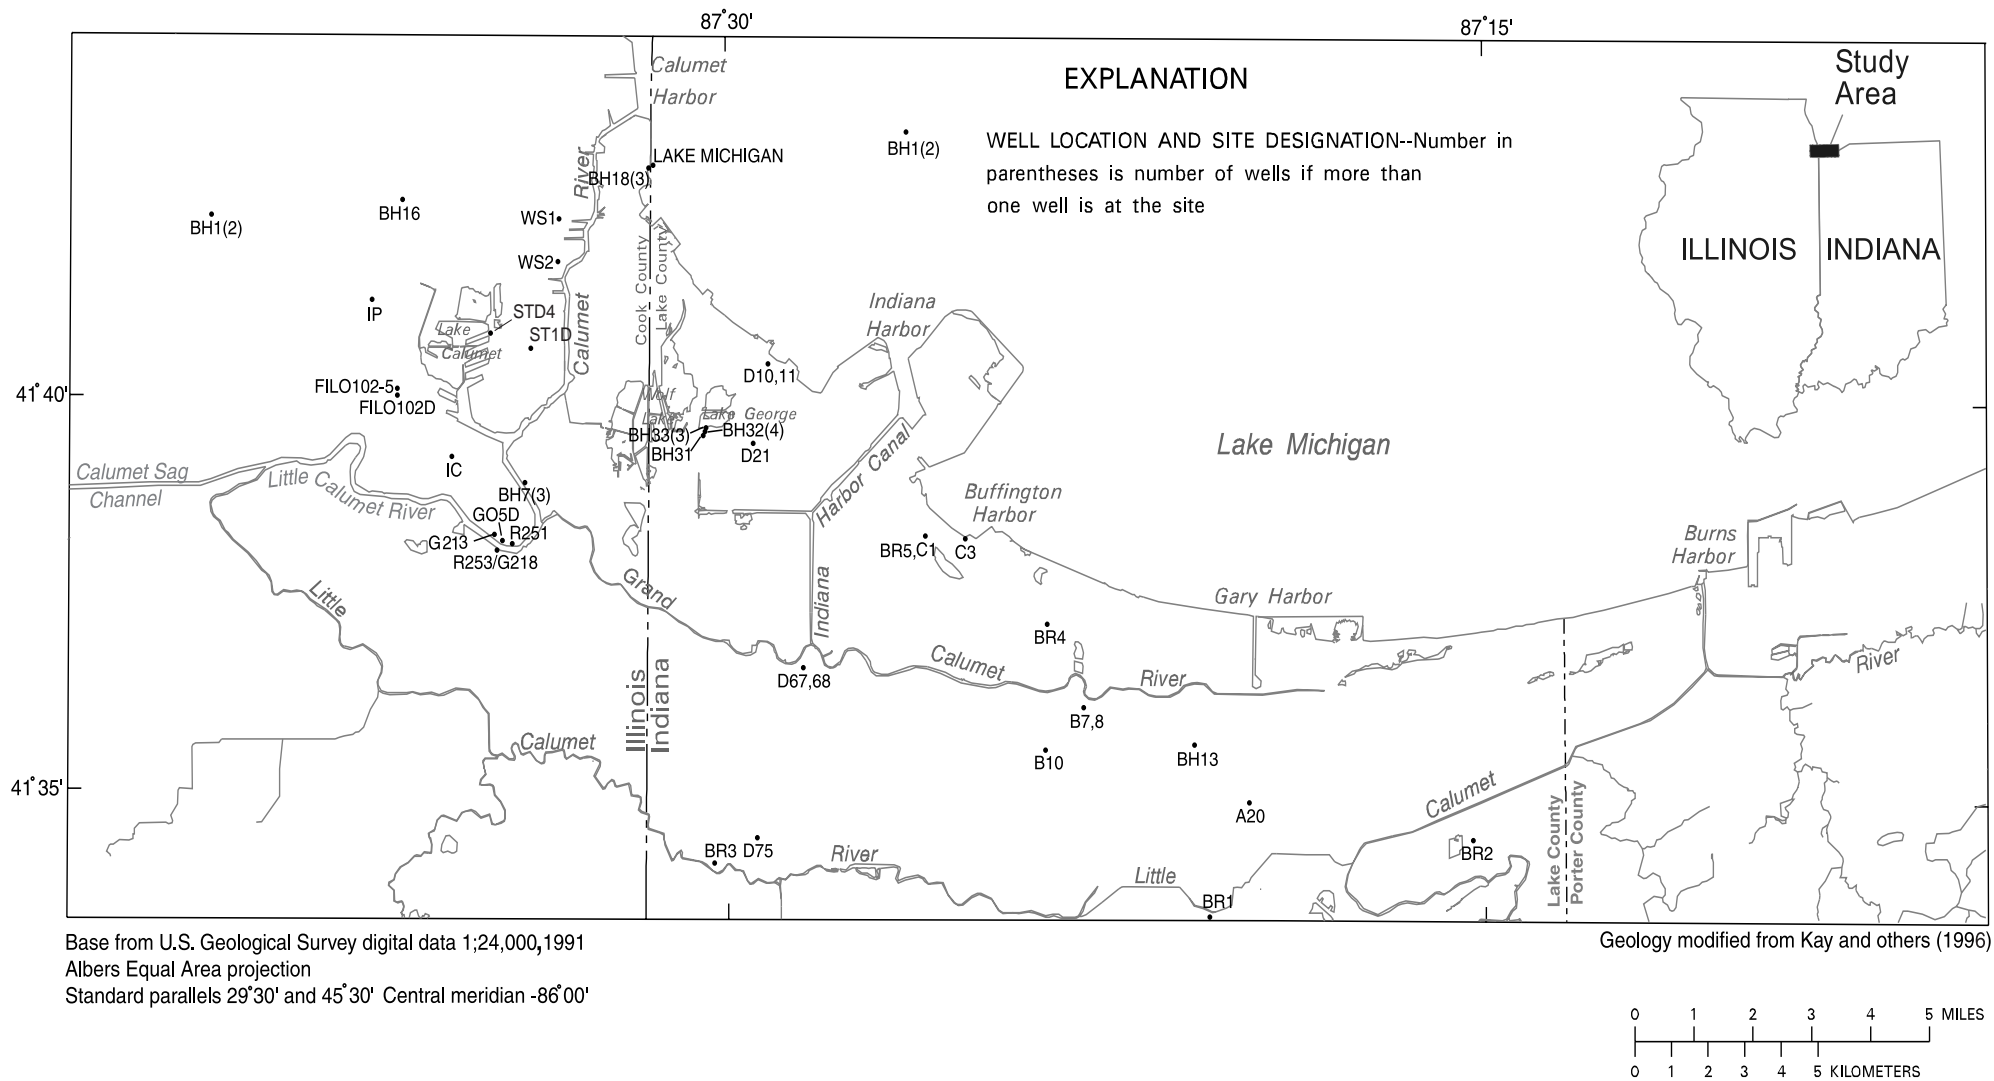 87°30'
87°15'
Calumet
Harbor
EXPLANATION
Study
Area
BH1(2)
WELL LOCATION AND SITE DESIGNATION--Number in
parentheses is number of wells if more than
one well is at the site
LAKE MICHIGAN
BH18(3)
River
BH16
BH1(2)
WS1
WS2
Cook County
Lake County
ILLINOIS
INDIANA
IP
STD4
ST1D
Lake
Calumet
Calumet
Indiana
Harbor
D10,11
41°40'
FILO102-5
FILO102D
Wolf
Lakes
Lake George
BH33(3)
BH32(4)
BH31
D21
Lake Michigan
IC
Calumet Sag
Channel
Little Calumet River
BH7(3)
Harbor Canal
Indiana
Buffington
Harbor
GO5D
R251
G213
R253/G218
BR5,C1
C3
Burns
Harbor
Little
Grand
Gary Harbor
BR4
Calumet
River
River
D67,68
Illinois
Indiana
B7,8
Calumet
B10
BH13
41°35'
Calumet
A20
Lake County
Porter County
BR3
D75
River
Little
BR2
BR1
Base from U.S. Geological Survey digital data 1;24,000,1991
Albers Equal Area projection
Standard parallels 29°30' and 45°30' Central meridian -86°00'
Geology modified from Kay and others (1996)
0 1 2 3 4 5 MILES
0 1 2 3 4 5 KILOMETERS